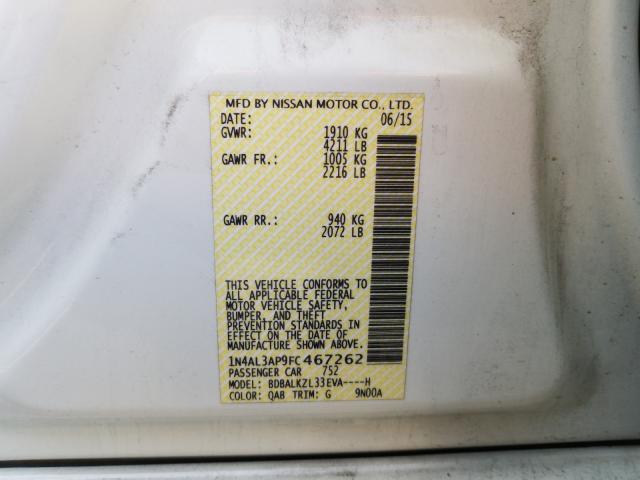 MFD BY NISSAN MOTOR CO., LTD.
DATE: 06/15
GVWR: 1910 KG
4211 LB
GAWR FR.: 1005 KG
2216 LB
GAWR RR.: 940 KG
2072 LB
THIS VEHICLE CONFORMS TO
ALL APPLICABLE FEDERAL
MOTOR VEHICLE SAFETY,
BUMPER, AND THEFT
PREVENTION STANDARDS IN
EFFECT ON THE DATE OF
MANUFACTURE SHOWN ABOVE.
1N4AL3AP9FC467262
PASSENGER CAR 752
MODEL: BDBALKZL33EVA----H
COLOR: QAB TRIM: G 9N00A